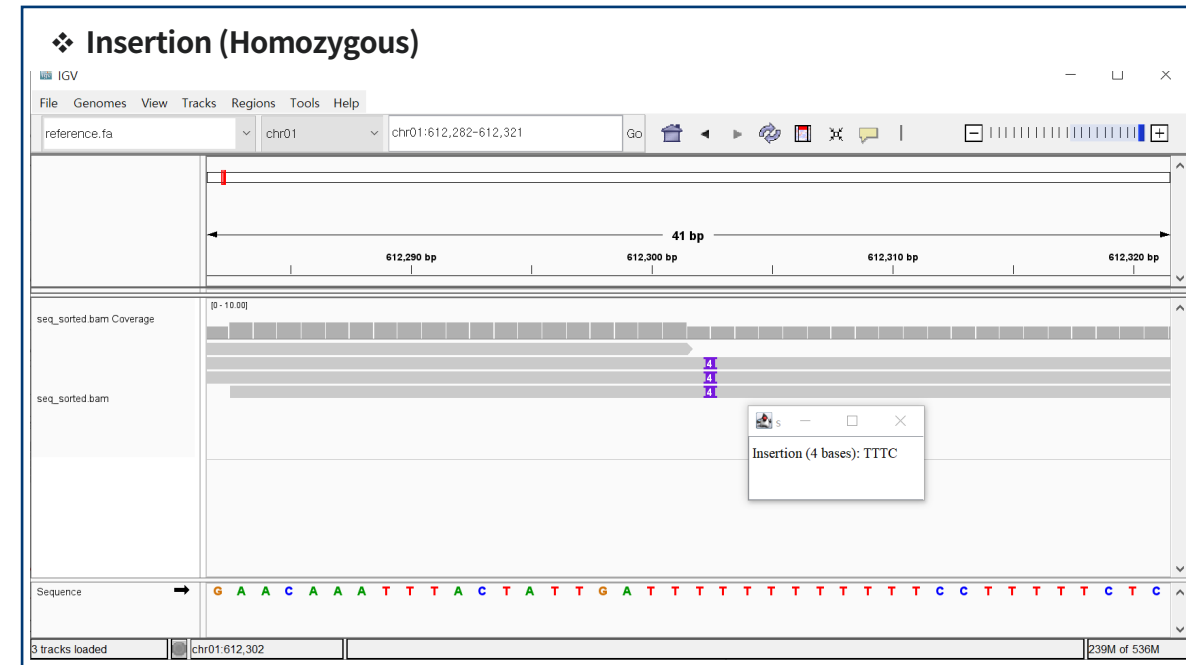 ❖ Insertion (Homozygous)
IGV
File Genomes View Tracks Regions Tools Help
reference.fa chr01 chr01:612,282-612,321 Go
41 bp
612,290 bp 612,300 bp 612,310 bp 612,320 bp
[0 - 10.00]
seq_sorted.bam Coverage
4
4
seq_sorted.bam
4
s
Insertion (4 bases): TTTC
Sequence G A A C A A A T T T A C T A T T G A T T T T T T T T T T T T C C T T T T T C T C
3 tracks loaded chr01:612,302 239M of 536M